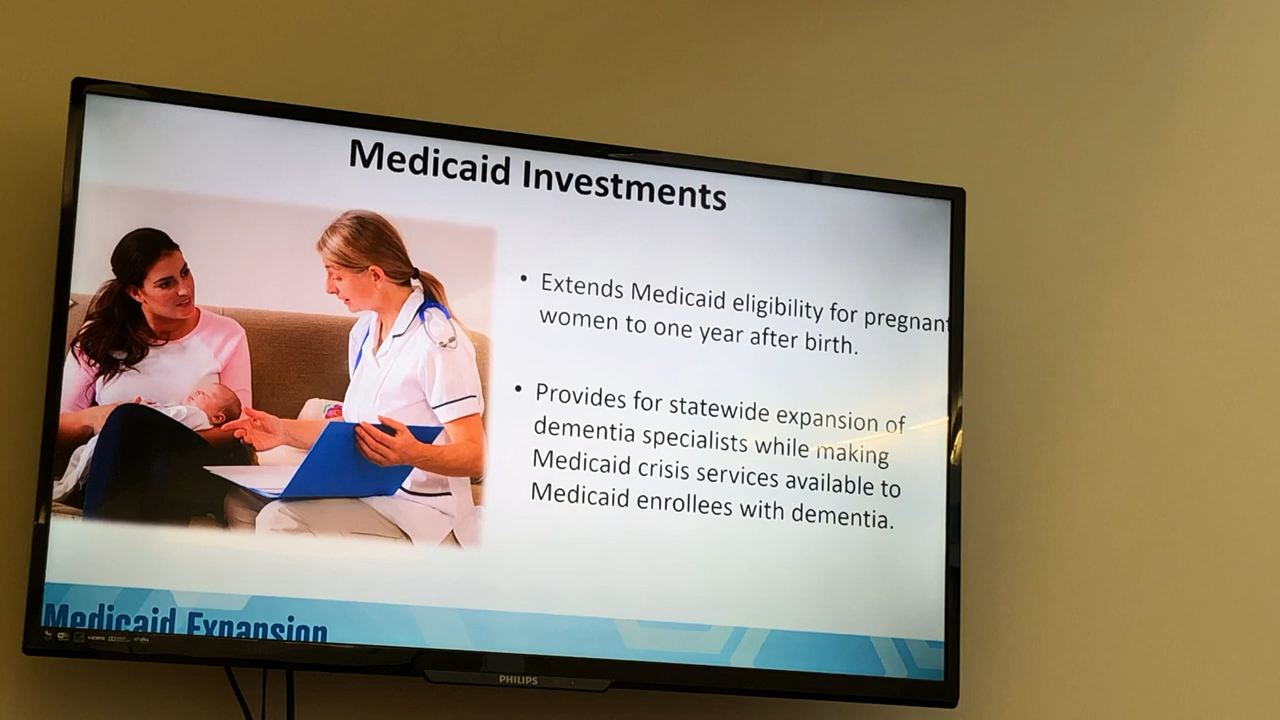 Medicaid Investments
• Extends Medicaid eligibility for pregnant
women to one year after birth.
• Provides for statewide expansion of
dementia specialists while making
Medicaid crisis services available to
Medicaid enrollees with dementia.
Medicaid Expansion
PHILIPS